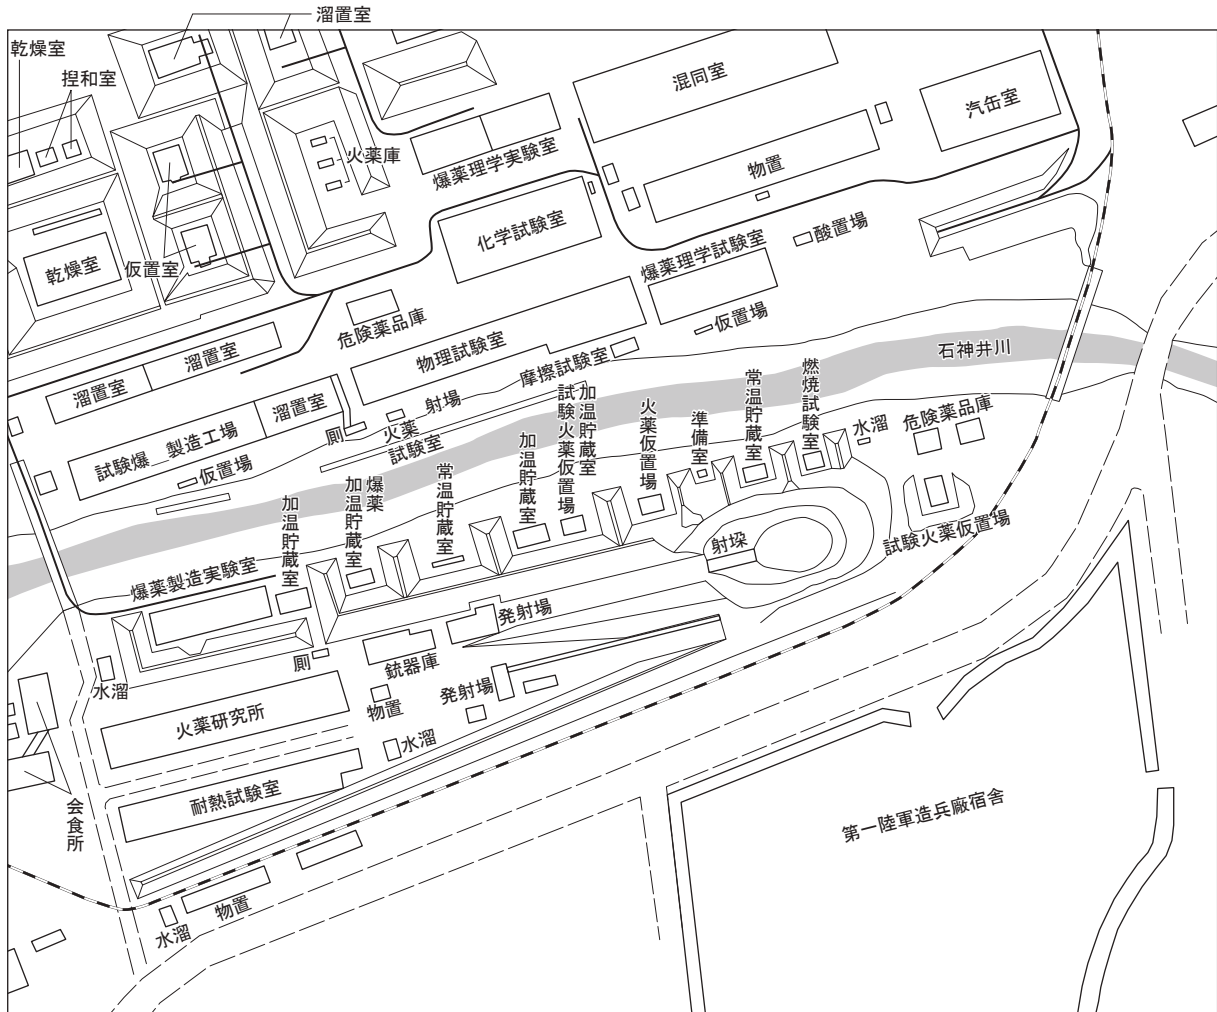 溜置室
乾燥室
捏和室
火薬庫
混同室
汽缶室
爆薬理学実験室
物置
化学試験室
酸置場
乾燥室
仮置室
爆薬理学試験室
仮置場
危険薬品庫
物理試験室
摩擦試験室
石神井川
溜置室
溜置室
溜置室
射場
厠
火薬
試験室
試験爆　製造工場
仮置場
加温貯蔵室
爆薬
加温貯蔵室
常温貯蔵室
加温貯蔵室
加温貯蔵室
試験火薬仮置場
火薬仮置場
準備室
常温貯蔵室
燃焼試験室
水溜
危険薬品庫
試験火薬仮置場
射垜
爆薬製造実験室
発射場
厠
銃器庫
発射場
水溜
火薬研究所
物置
水溜
耐熱試験室
会食所
第一陸軍造兵廠宿舎
物置
水溜